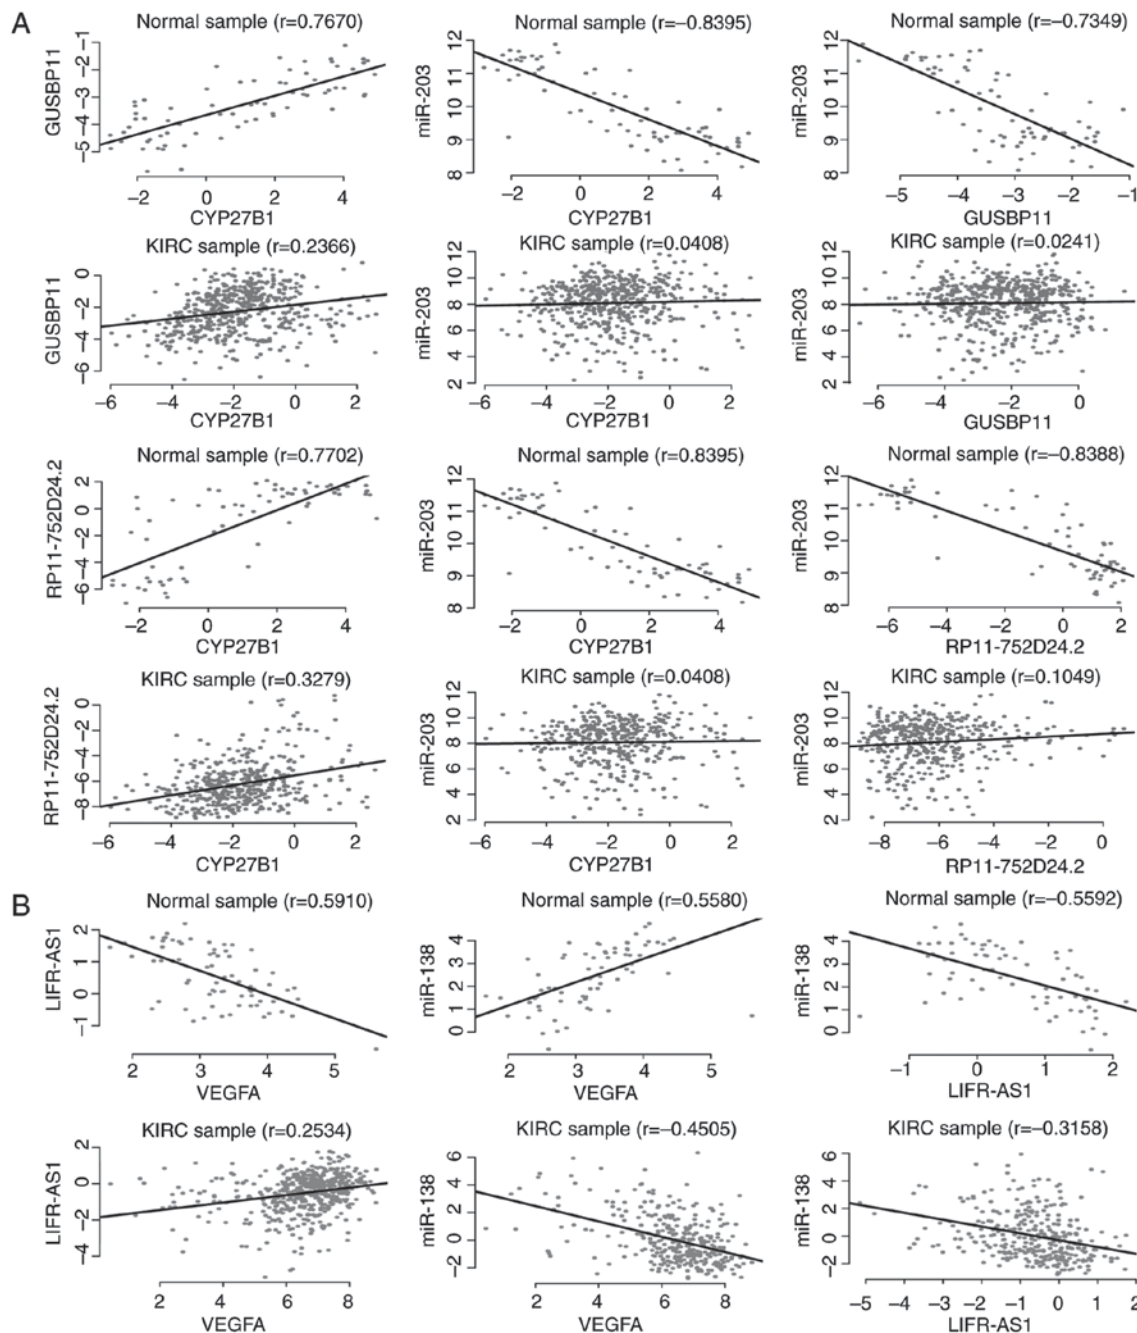 A
Normal sample (r=0.7670)
GUSBP11
−1
−2
−3
−4
−5
−2 0 2 4
CYP27B1
Normal sample (r=−0.8395)
miR-203
12
11
10
9
8
−2 0 2 4
CYP27B1
Normal sample (r=−0.7349)
miR-203
12
11
10
9
8
−5 −4 −3 −2 −1
GUSBP11
KIRC sample (r=0.2366)
GUSBP11
0
−2
−4
−6
−6 −4 −2 0 2
CYP27B1
KIRC sample (r=0.0408)
miR-203
12
10
8
6
4
2
−6 −4 −2 0 2
CYP27B1
KIRC sample (r=0.0241)
miR-203
12
10
8
6
4
2
−6 −4 −2 0
GUSBP11
Normal sample (r=0.7702)
RP11-752D24.2
2
0
−2
−4
−6
−2 0 2 4
CYP27B1
Normal sample (r=0.8395)
miR-203
12
11
10
9
8
−2 0 2 4
CYP27B1
Normal sample (r=−0.8388)
miR-203
12
11
10
9
8
−6 −4 −2 0 2
RP11-752D24.2
KIRC sample (r=0.3279)
RP11-752D24.2
0
−2
−4
−6
−8
−6 −4 −2 0 2
CYP27B1
KIRC sample (r=0.0408)
miR-203
12
10
8
6
4
2
−6 −4 −2 0 2
CYP27B1
KIRC sample (r=0.1049)
miR-203
12
10
8
6
4
2
−8 −6 −4 −2 0
RP11-752D24.2
B
Normal sample (r=0.5910)
LIFR-AS1
2
1
0
−1
2 3 4 5
VEGFA
Normal sample (r=0.5580)
miR-138
4
3
2
1
0
2 3 4 5
VEGFA
Normal sample (r=−0.5592)
miR-138
4
3
2
1
0
−1 0 1 2
LIFR-AS1
KIRC sample (r=0.2534)
LIFR-AS1
2
0
−2
−4
2 4 6 8
VEGFA
KIRC sample (r=−0.4505)
miR-138
6
4
2
0
−2
2 4 6 8
VEGFA
KIRC sample (r=−0.3158)
miR-138
6
4
2
0
−2
−5 −4 −3 −2 −1 0 1 2
LIFR-AS1